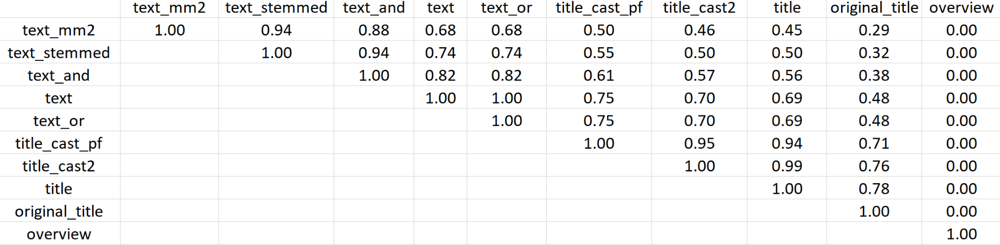 text_mm2 text_stemmed text_and text text_or title_cast_pf title_cast2 title original_title overview
text_mm2 1.00 0.94 0.88 0.68 0.68 0.50 0.46 0.45 0.29 0.00
text_stemmed 1.00 0.94 0.74 0.74 0.55 0.50 0.50 0.32 0.00
text_and 1.00 0.82 0.82 0.61 0.57 0.56 0.38 0.00
text 1.00 1.00 0.75 0.70 0.69 0.48 0.00
text_or 1.00 0.75 0.70 0.69 0.48 0.00
title_cast_pf 1.00 0.95 0.94 0.71 0.00
title_cast2 1.00 0.99 0.76 0.00
title 1.00 0.78 0.00
original_title 1.00 0.00
overview 1.00